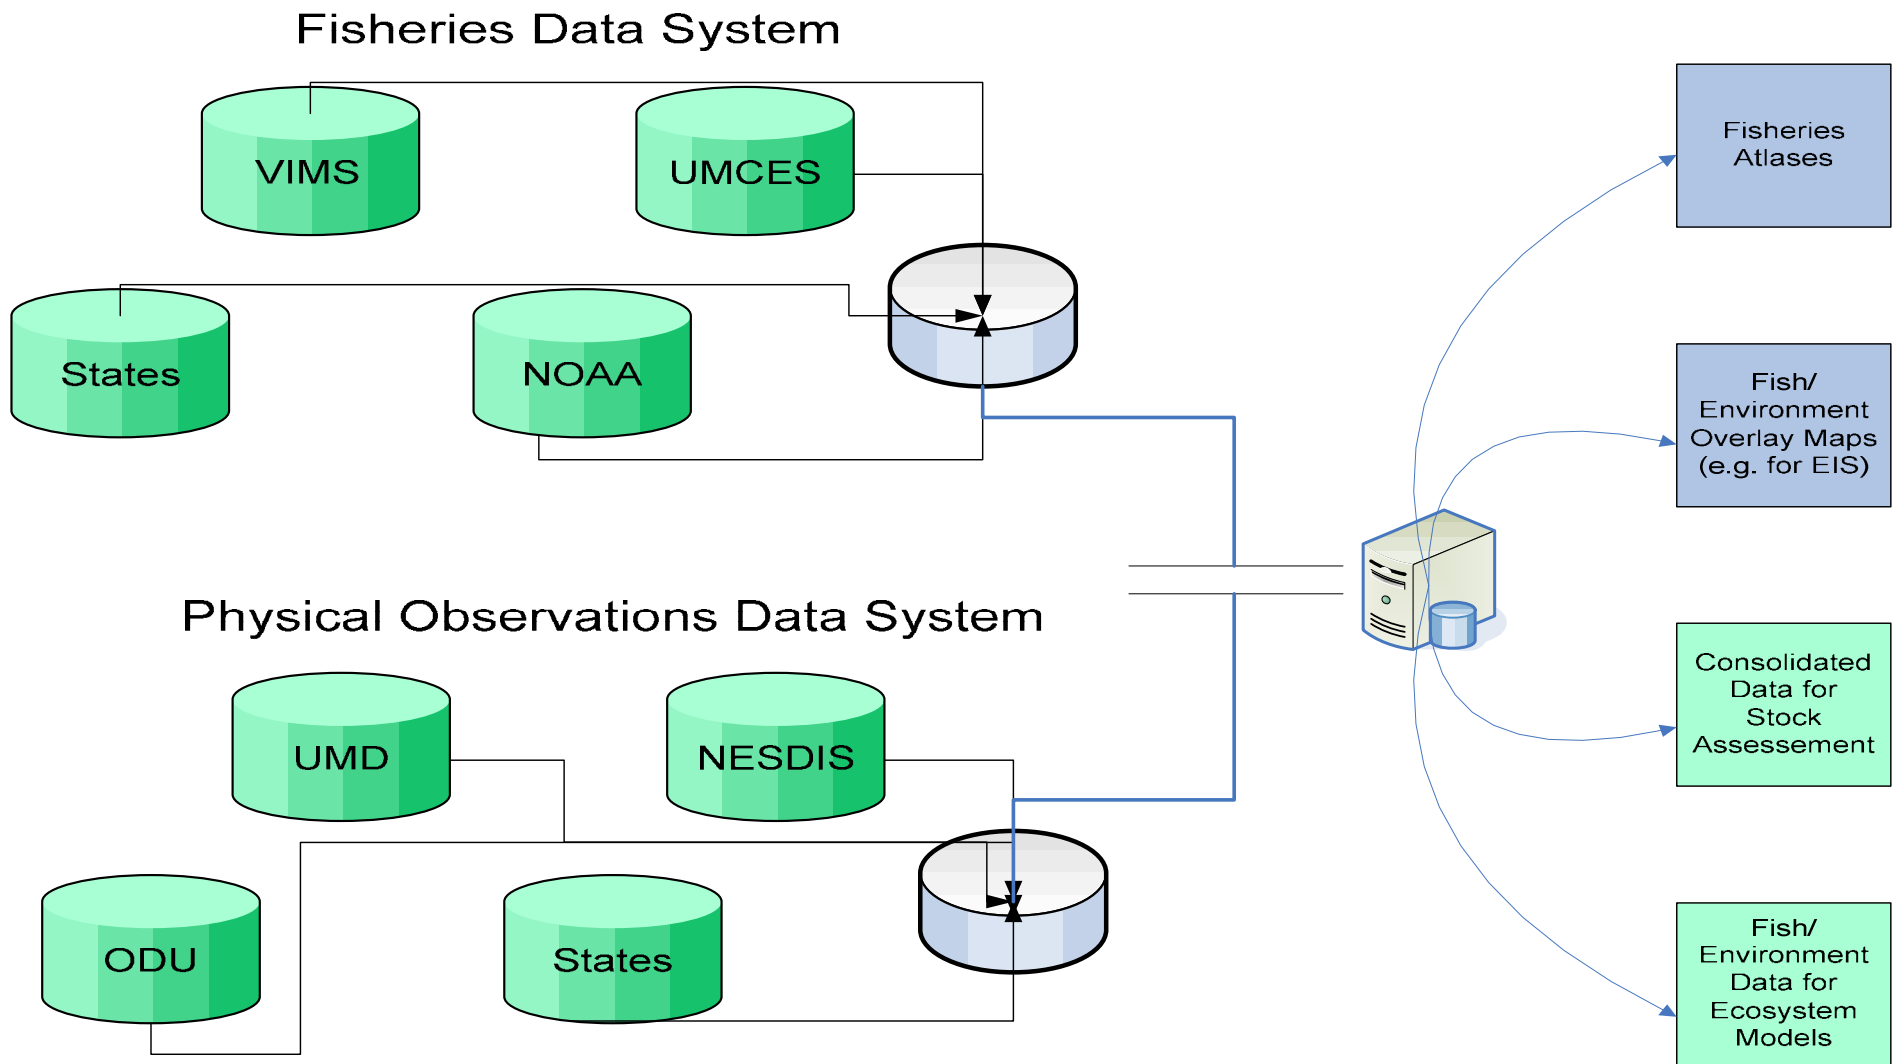 Fisheries Data System
VIMS
UMCES
States
NOAA
Physical Observations Data System
UMD
NESDIS
ODU
States
Fisheries
Atlases
Fish/
Environment
Overlay Maps
(e.g. for EIS)
Consolidated
Data for
Stock
Assessement
Fish/
Environment
Data for
Ecosystem
Models